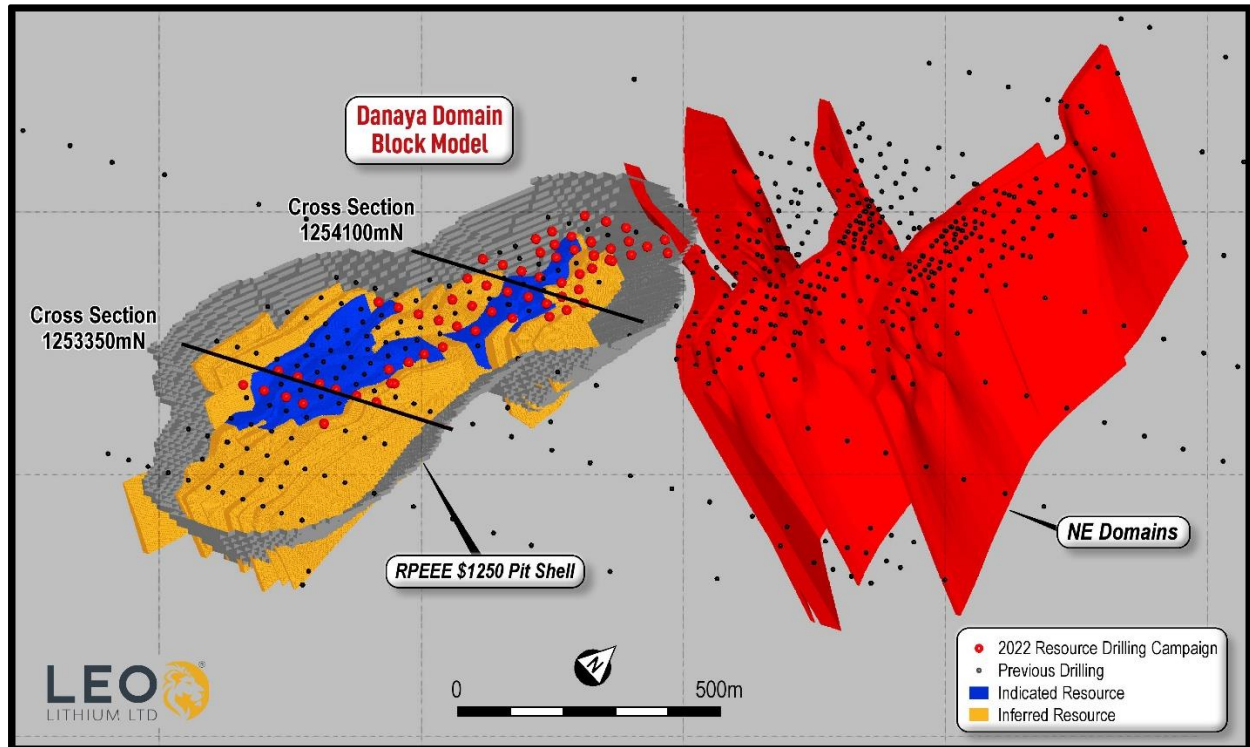 Danaya Domain
Block Model
Cross Section
1254100mN
Cross Section
1253350mN
RPEEE $1250 Pit Shell
NE Domains
N
0 500m
2022 Resource Drilling Campaign
Previous Drilling
Indicated Resource
Inferred Resource
LEO ®
LITHIUM LTD